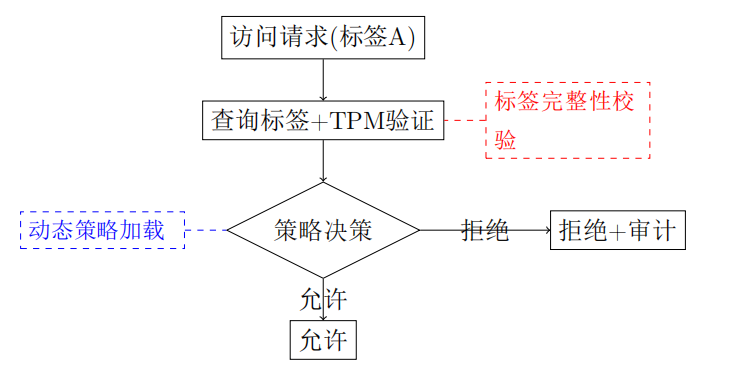 访问请求(标签A)
查询标签+TPM验证
标签完整性校
验
动态策略加载
策略决策
拒绝
拒绝+审计
允许
允许